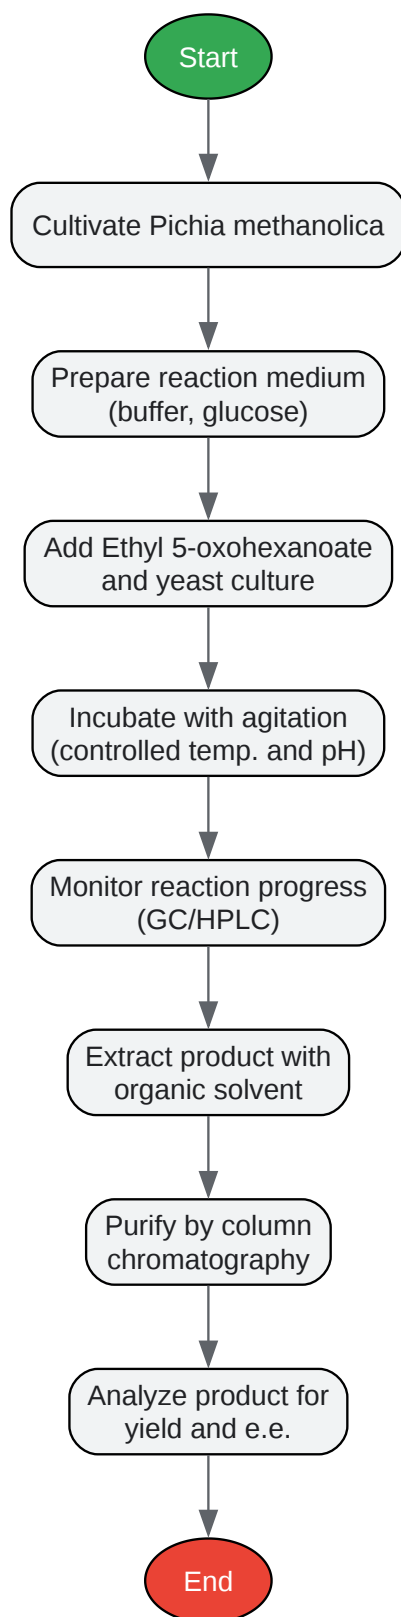 Start
Cultivate Pichia methanolica
Prepare reaction medium
(buffer, glucose)
Add Ethyl 5-oxohexanoate
and yeast culture
Incubate with agitation
(controlled temp. and pH)
Monitor reaction progress
(GC/HPLC)
Extract product with
organic solvent
Purify by column
chromatography
Analyze product for
yield and e.e.
End